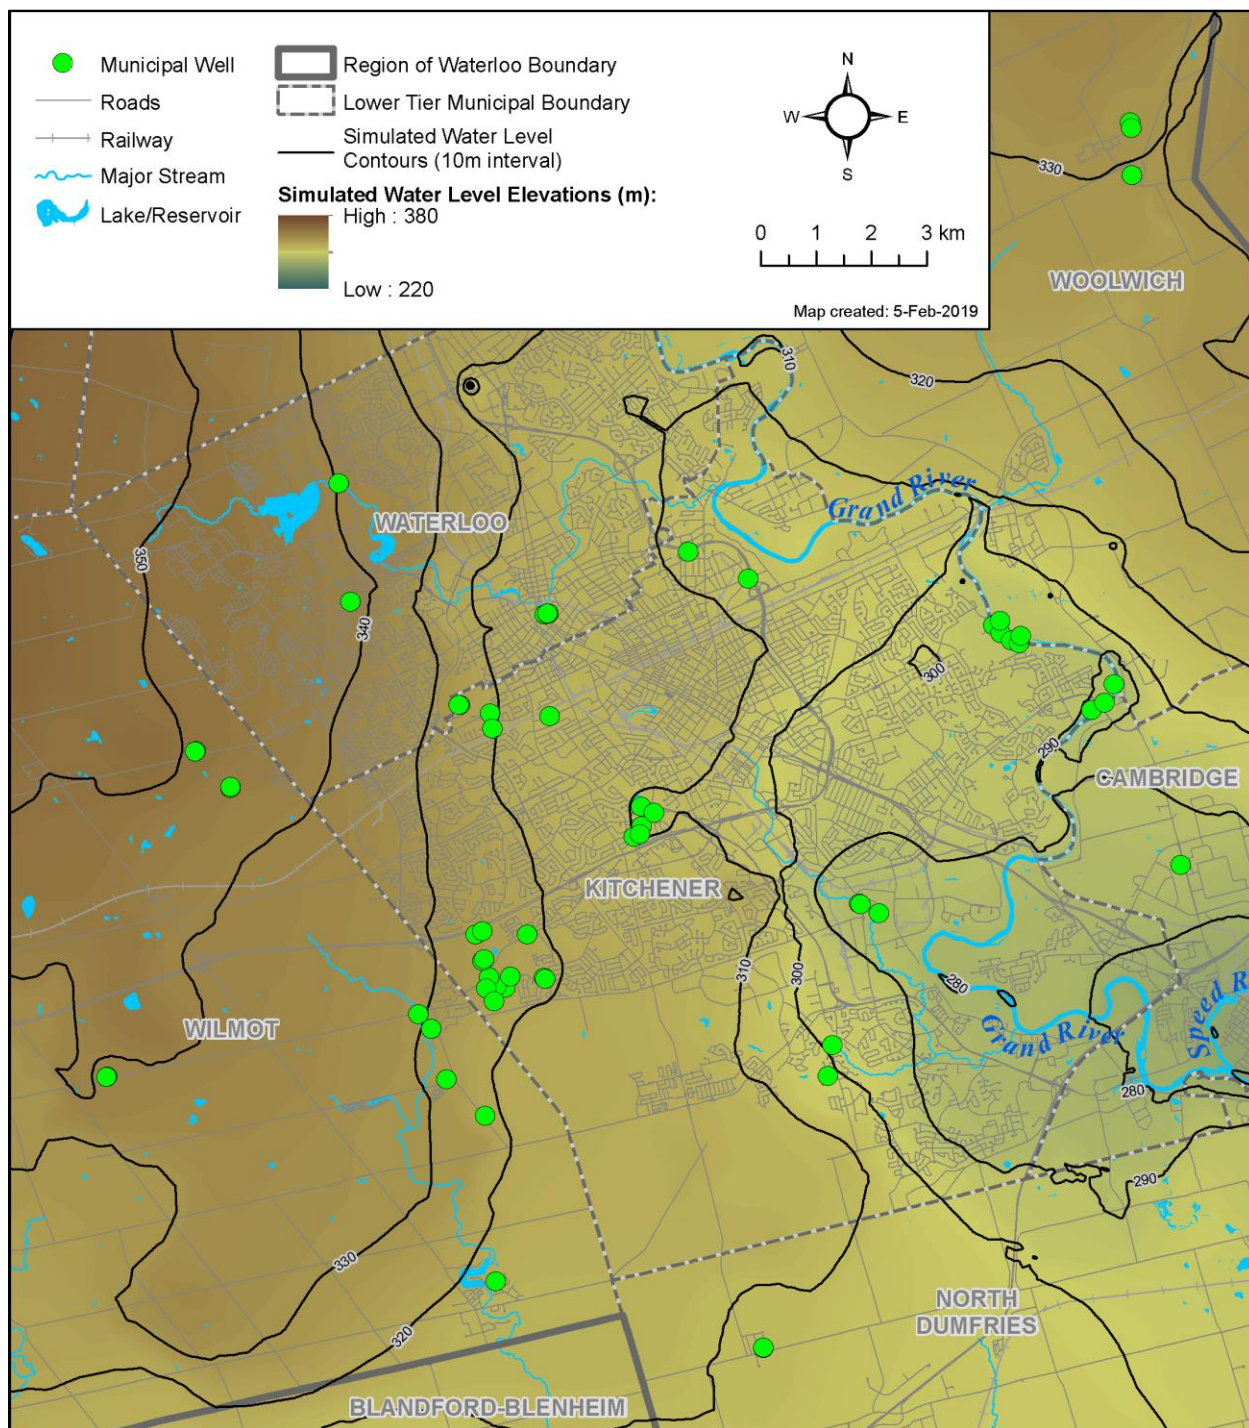 Municipal Well
Roads
Railway
Major Stream
Lake/Reservoir
Region of Waterloo Boundary
Lower Tier Municipal Boundary
Simulated Water Level
Contours (10m interval)
Simulated Water Level Elevations (m):
High : 380
Low : 220
N
W E
S
0 1 2 3 km
Map created: 5-Feb-2019
330
WOOLWICH
310
320
Grand River
WATERLOO
350
340
300
290
CAMBRIDGE
KITCHENER
310
300
280
Grand River
Speed R
WILMOT
280
290
330
320
NORTH
DUMFRIES
BLANDFORD-BLENHEIM